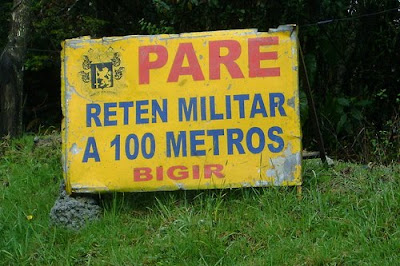 PARE
RETEN MILITAR
A 100 METROS
BIGIR